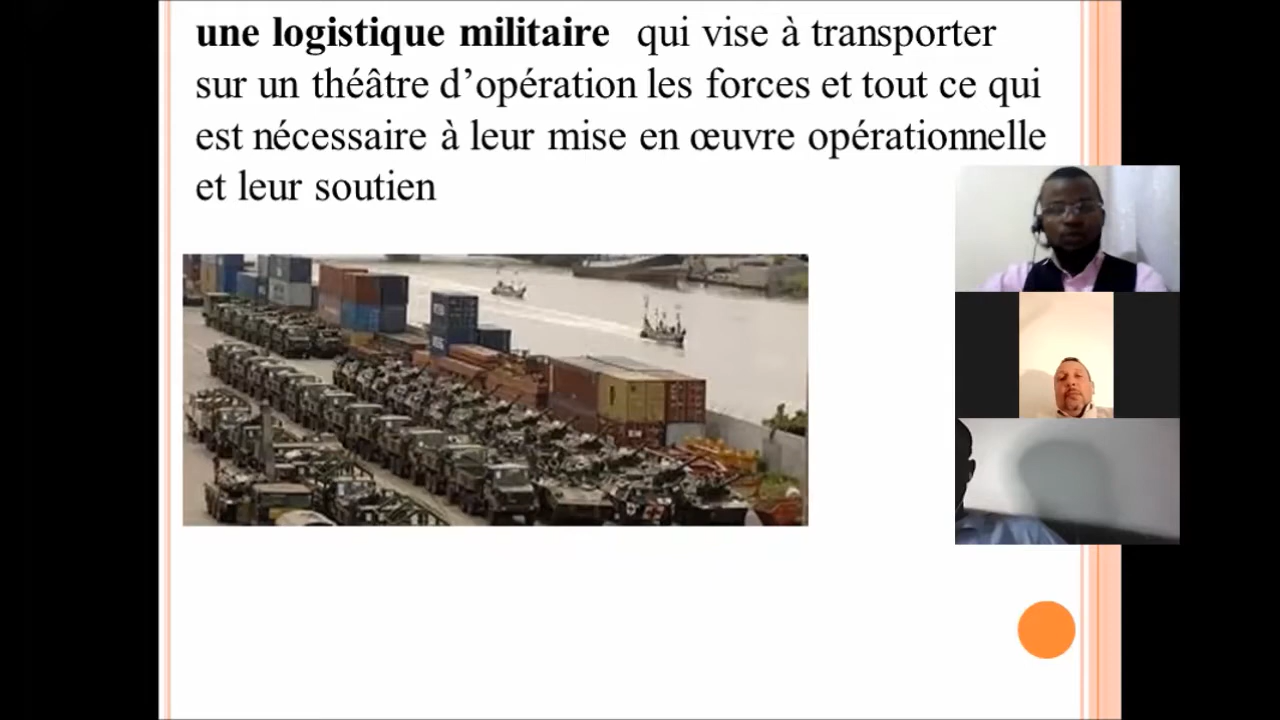 une logistique militaire qui vise à transporter
sur un théâtre d’opération les forces et tout ce qui
est nécessaire à leur mise en œuvre opérationnelle
et leur soutien